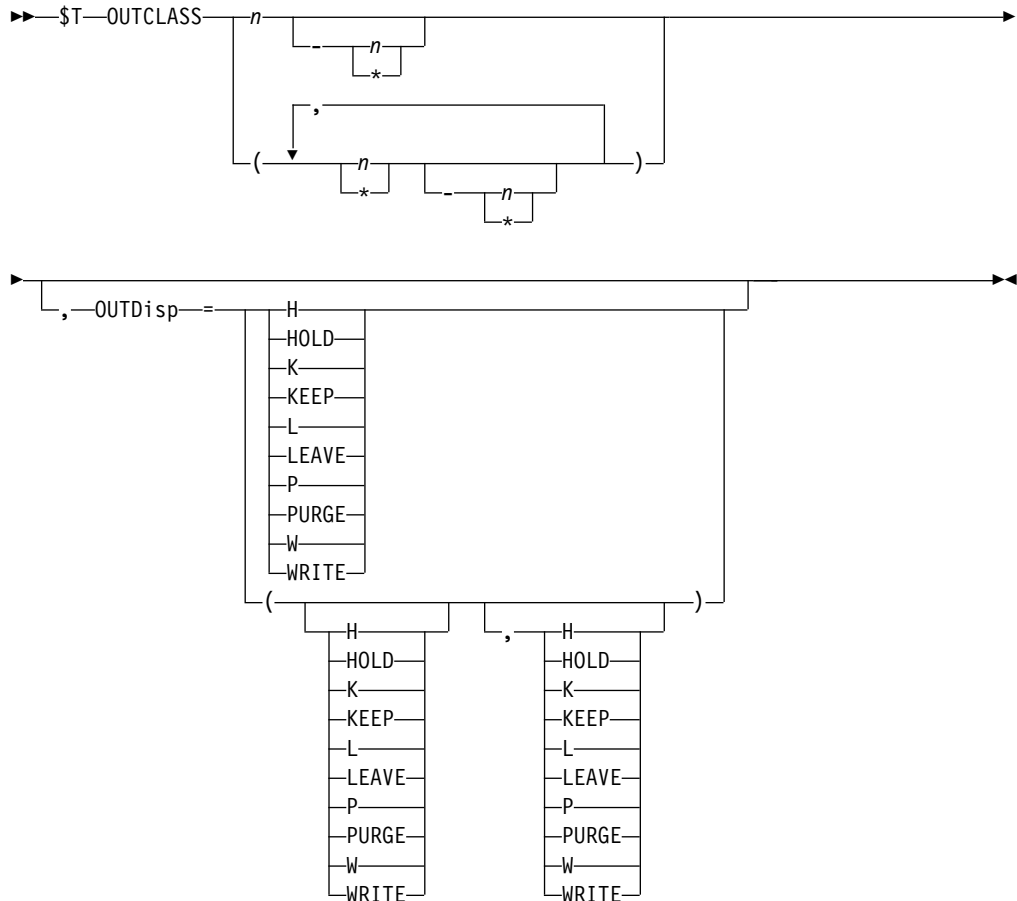 $T OUTCLASS n
- n
*
,
( n - n )
* *
, OUTDisp = H
HOLD
K
KEEP
L
LEAVE
P
PURGE
W
WRITE
( )
H , H
HOLD HOLD
K K
KEEP KEEP
L L
LEAVE LEAVE
P P
PURGE PURGE
W W
WRITE WRITE